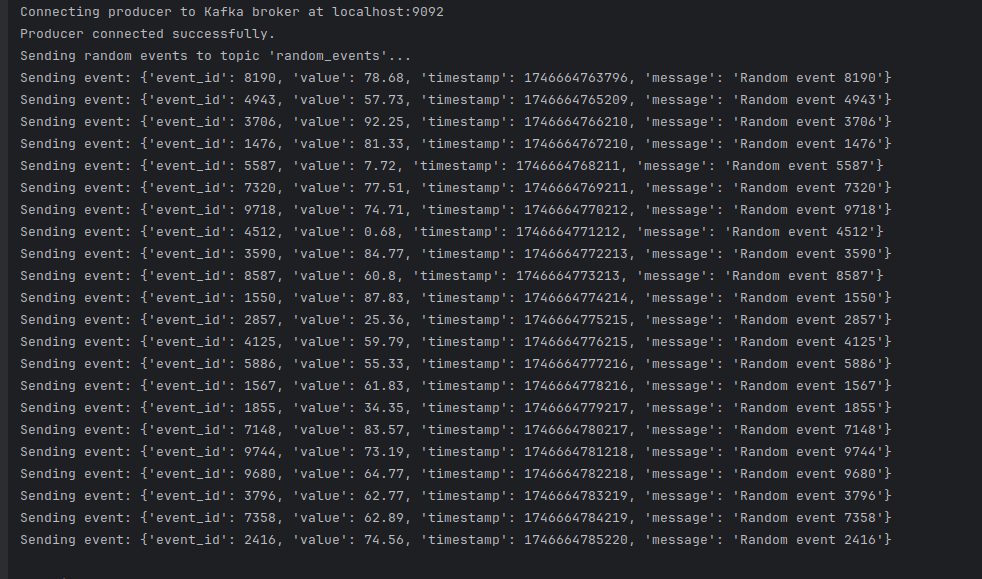 Connecting producer to Kafka broker at localhost:9092
Producer connected successfully.
Sending random events to topic 'random_events'...
Sending event: {'event_id': 8190, 'value': 78.68, 'timestamp': 1746664763796, 'message': 'Random event 8190'}
Sending event: {'event_id': 4943, 'value': 57.73, 'timestamp': 1746664765209, 'message': 'Random event 4943'}
Sending event: {'event_id': 3706, 'value': 92.25, 'timestamp': 1746664766210, 'message': 'Random event 3706'}
Sending event: {'event_id': 1476, 'value': 81.33, 'timestamp': 1746664767210, 'message': 'Random event 1476'}
Sending event: {'event_id': 5587, 'value': 7.72, 'timestamp': 1746664768211, 'message': 'Random event 5587'}
Sending event: {'event_id': 7320, 'value': 77.51, 'timestamp': 1746664769211, 'message': 'Random event 7320'}
Sending event: {'event_id': 9718, 'value': 74.71, 'timestamp': 1746664770212, 'message': 'Random event 9718'}
Sending event: {'event_id': 4512, 'value': 0.68, 'timestamp': 1746664771212, 'message': 'Random event 4512'}
Sending event: {'event_id': 3590, 'value': 84.77, 'timestamp': 1746664772213, 'message': 'Random event 3590'}
Sending event: {'event_id': 8587, 'value': 60.8, 'timestamp': 1746664773213, 'message': 'Random event 8587'}
Sending event: {'event_id': 1550, 'value': 87.83, 'timestamp': 1746664774214, 'message': 'Random event 1550'}
Sending event: {'event_id': 2857, 'value': 25.36, 'timestamp': 1746664775215, 'message': 'Random event 2857'}
Sending event: {'event_id': 4125, 'value': 59.79, 'timestamp': 1746664776215, 'message': 'Random event 4125'}
Sending event: {'event_id': 5886, 'value': 55.33, 'timestamp': 1746664777216, 'message': 'Random event 5886'}
Sending event: {'event_id': 1567, 'value': 61.83, 'timestamp': 1746664778216, 'message': 'Random event 1567'}
Sending event: {'event_id': 1855, 'value': 34.35, 'timestamp': 1746664779217, 'message': 'Random event 1855'}
Sending event: {'event_id': 7148, 'value': 83.57, 'timestamp': 1746664780217, 'message': 'Random event 7148'}
Sending event: {'event_id': 9744, 'value': 73.19, 'timestamp': 1746664781218, 'message': 'Random event 9744'}
Sending event: {'event_id': 9680, 'value': 64.77, 'timestamp': 1746664782218, 'message': 'Random event 9680'}
Sending event: {'event_id': 3796, 'value': 62.77, 'timestamp': 1746664783219, 'message': 'Random event 3796'}
Sending event: {'event_id': 7358, 'value': 62.89, 'timestamp': 1746664784219, 'message': 'Random event 7358'}
Sending event: {'event_id': 2416, 'value': 74.56, 'timestamp': 1746664785220, 'message': 'Random event 2416'}